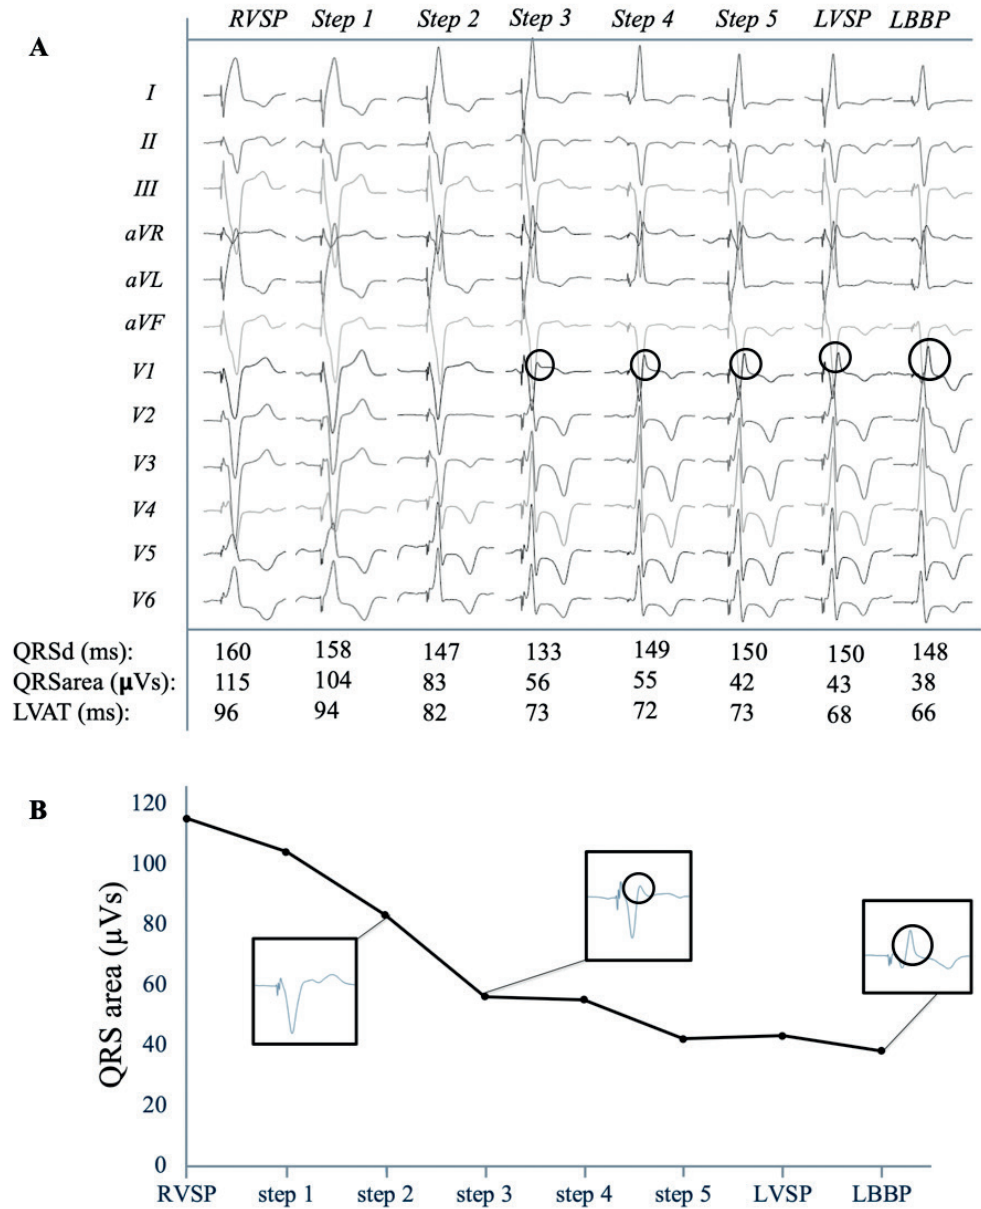 A
RVSP Step 1 Step 2 Step 3 Step 4 Step 5 LVSP LBBP
I
II
III
aVR
aVL
aVF
V1
V2
V3
V4
V5
V6
QRSd (ms): 160 158 147 133 149 150 150 148
QRSarea (μVs): 115 104 83 56 55 42 43 38
LVAT (ms): 96 94 82 73 72 73 68 66
B
QRS area (μVs)
120
100
80
60
40
20
0
RVSP step 1 step 2 step 3 step 4 step 5 LVSP LBBP